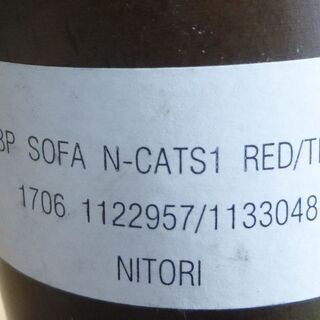 3P SOFA N-CATS1 RED/T
1706 1122957/1133048
NITORI